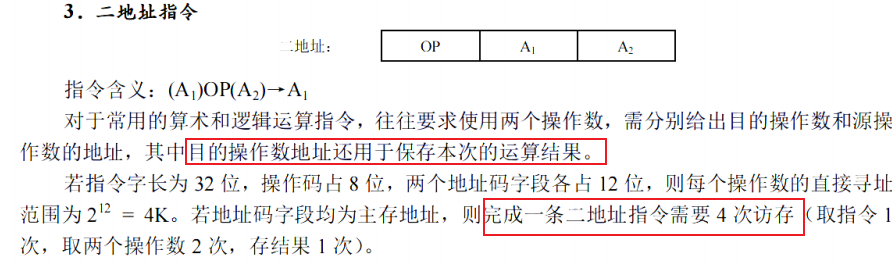 3．二地址指令
二地址： OP A₁ A₂
指令含义：(A₁)OP(A₂)→A₁
对于常用的算术和逻辑运算指令，往往要求使用两个操作数，需分别给出目的操作数和源操
作数的地址，其中目的操作数地址还用于保存本次的运算结果。
若指令字长为 32 位，操作码占 8 位，两个地址码字段各占 12 位，则每个操作数的直接寻址
范围为 2¹² = 4K。若地址码字段均为主存地址，则完成一条二地址指令需要 4 次访存（取指令 1
次，取两个操作数 2 次，存结果 1 次）。